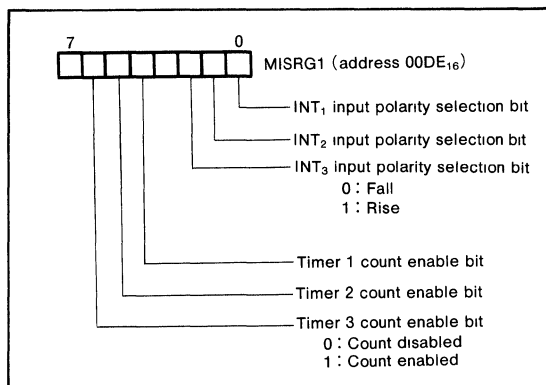 7 0
MISRG1 (address 00DE₁₆)
INT₁ input polarity selection bit
INT₂ input polarity selection bit
INT₃ input polarity selection bit
0 : Fall
1 : Rise
Timer 1 count enable bit
Timer 2 count enable bit
Timer 3 count enable bit
0 : Count disabled
1 : Count enabled